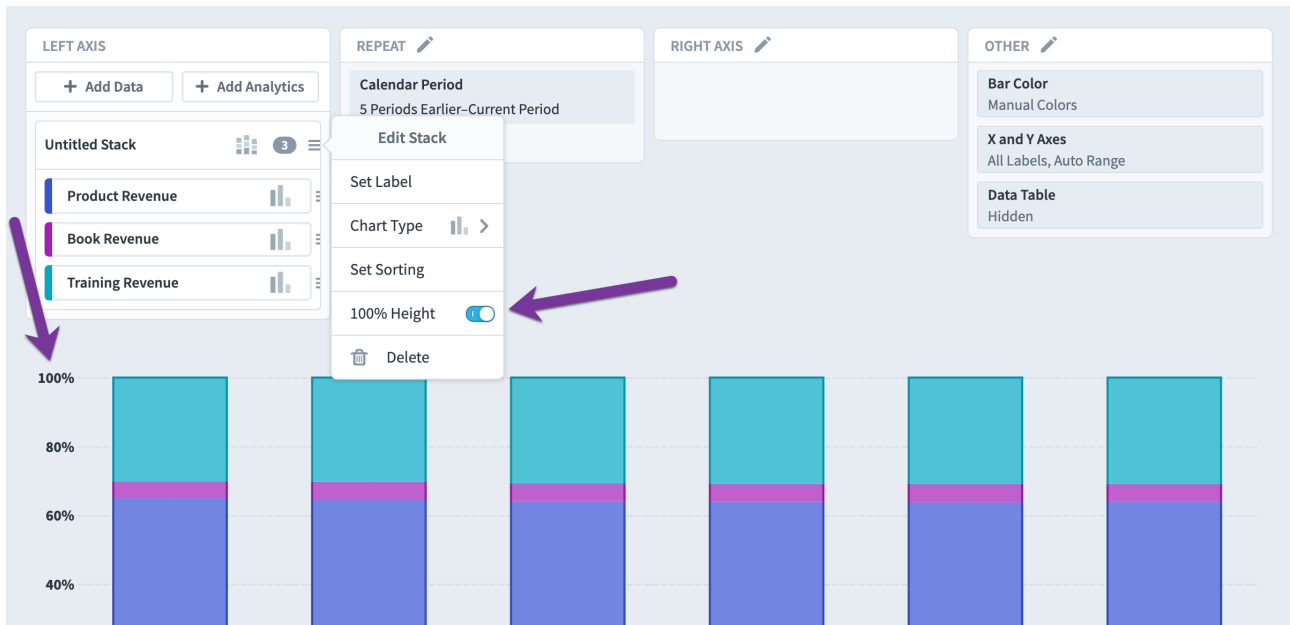 LEFT AXIS
Add Data
Add Analytics
Untitled Stack
3
Product Revenue
Book Revenue
Training Revenue
REPEAT
Calendar Period
5 Periods Earlier–Current Period
Edit Stack
Set Label
Chart Type
Set Sorting
100% Height
Delete
RIGHT AXIS
OTHER
Bar Color
Manual Colors
X and Y Axes
All Labels, Auto Range
Data Table
Hidden
100%
80%
60%
40%